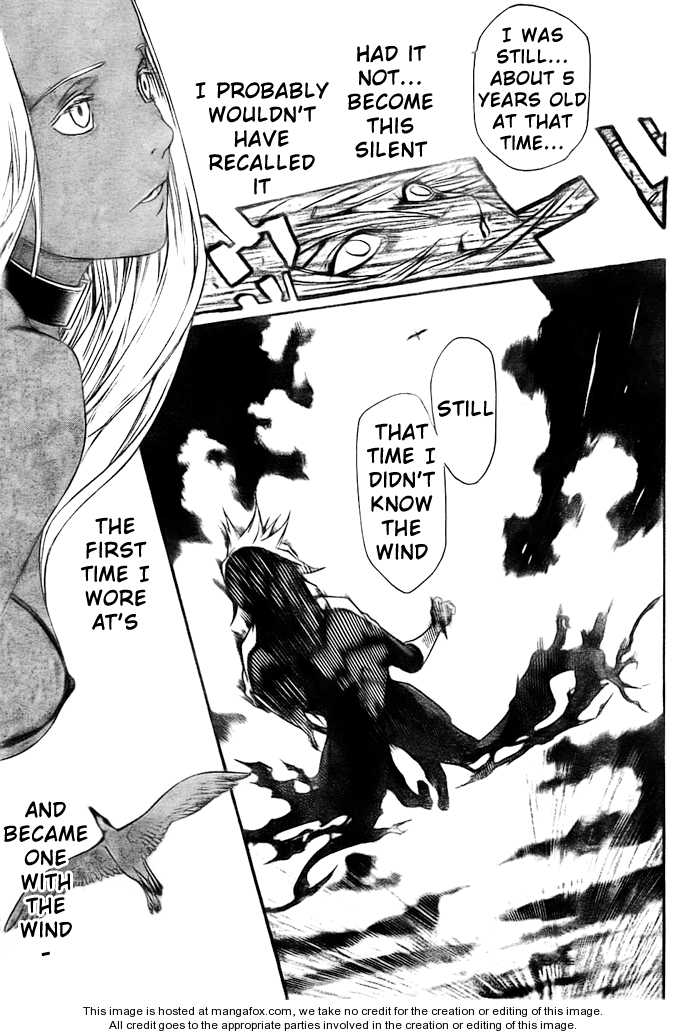 I WAS
STILL...
ABOUT 5
YEARS OLD
AT THAT
TIME...
HAD IT
NOT...
BECOME
THIS
SILENT
I PROBABLY
WOULDN'T
HAVE
RECALLED
IT
STILL
THAT
TIME I
DIDN'T
KNOW
THE
WIND
THE
FIRST
TIME I
WORE
AT'S
AND
BECAME
ONE
WITH
THE
WIND
-
This image is hosted at mangafox.com, we take no credit for the creation or editing of this image.
All credit goes to the appropriate parties involved in the creation or editing of this image.